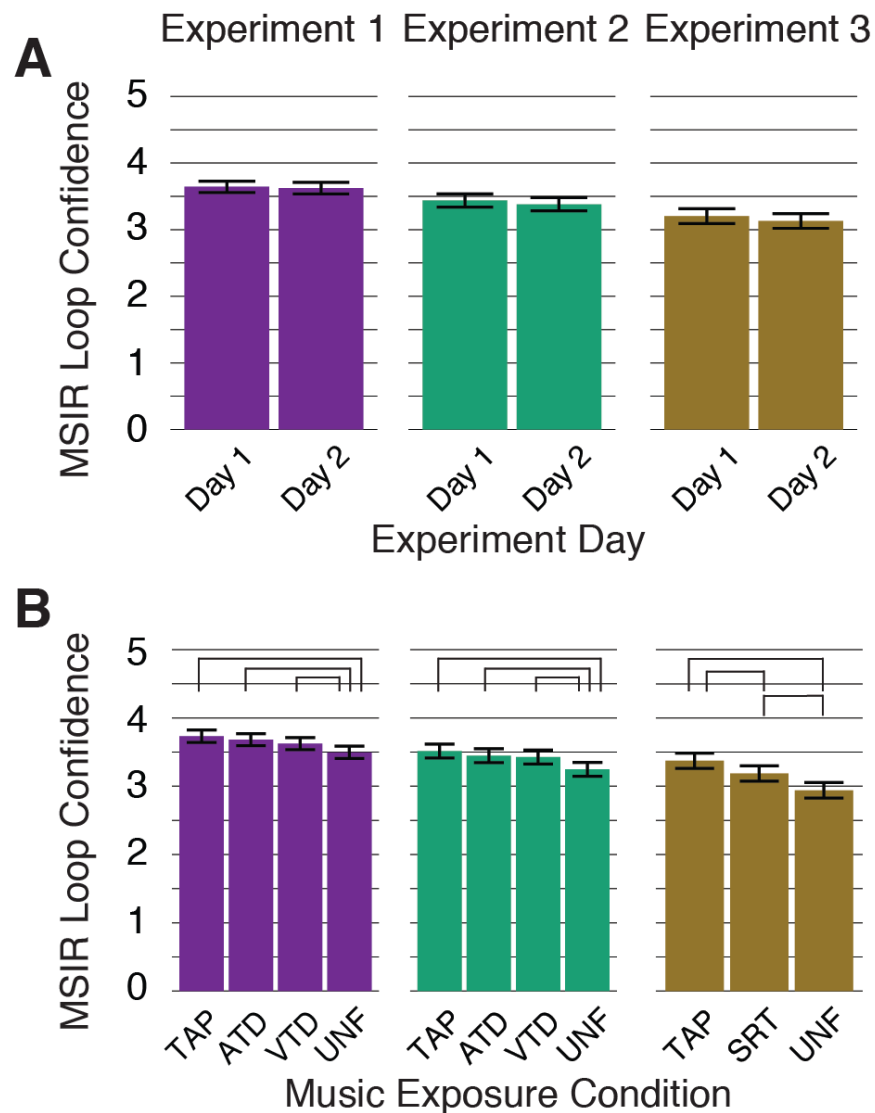 Experiment 1 Experiment 2 Experiment 3
A
MSIR Loop Confidence
5
4
3
2
1
0
Day 1 Day 2 Day 1 Day 2 Day 1 Day 2
Experiment Day
B
MSIR Loop Confidence
5
4
3
2
1
0
TAP ATD VTD UNF TAP ATD VTD UNF TAP SRT UNF
Music Exposure Condition